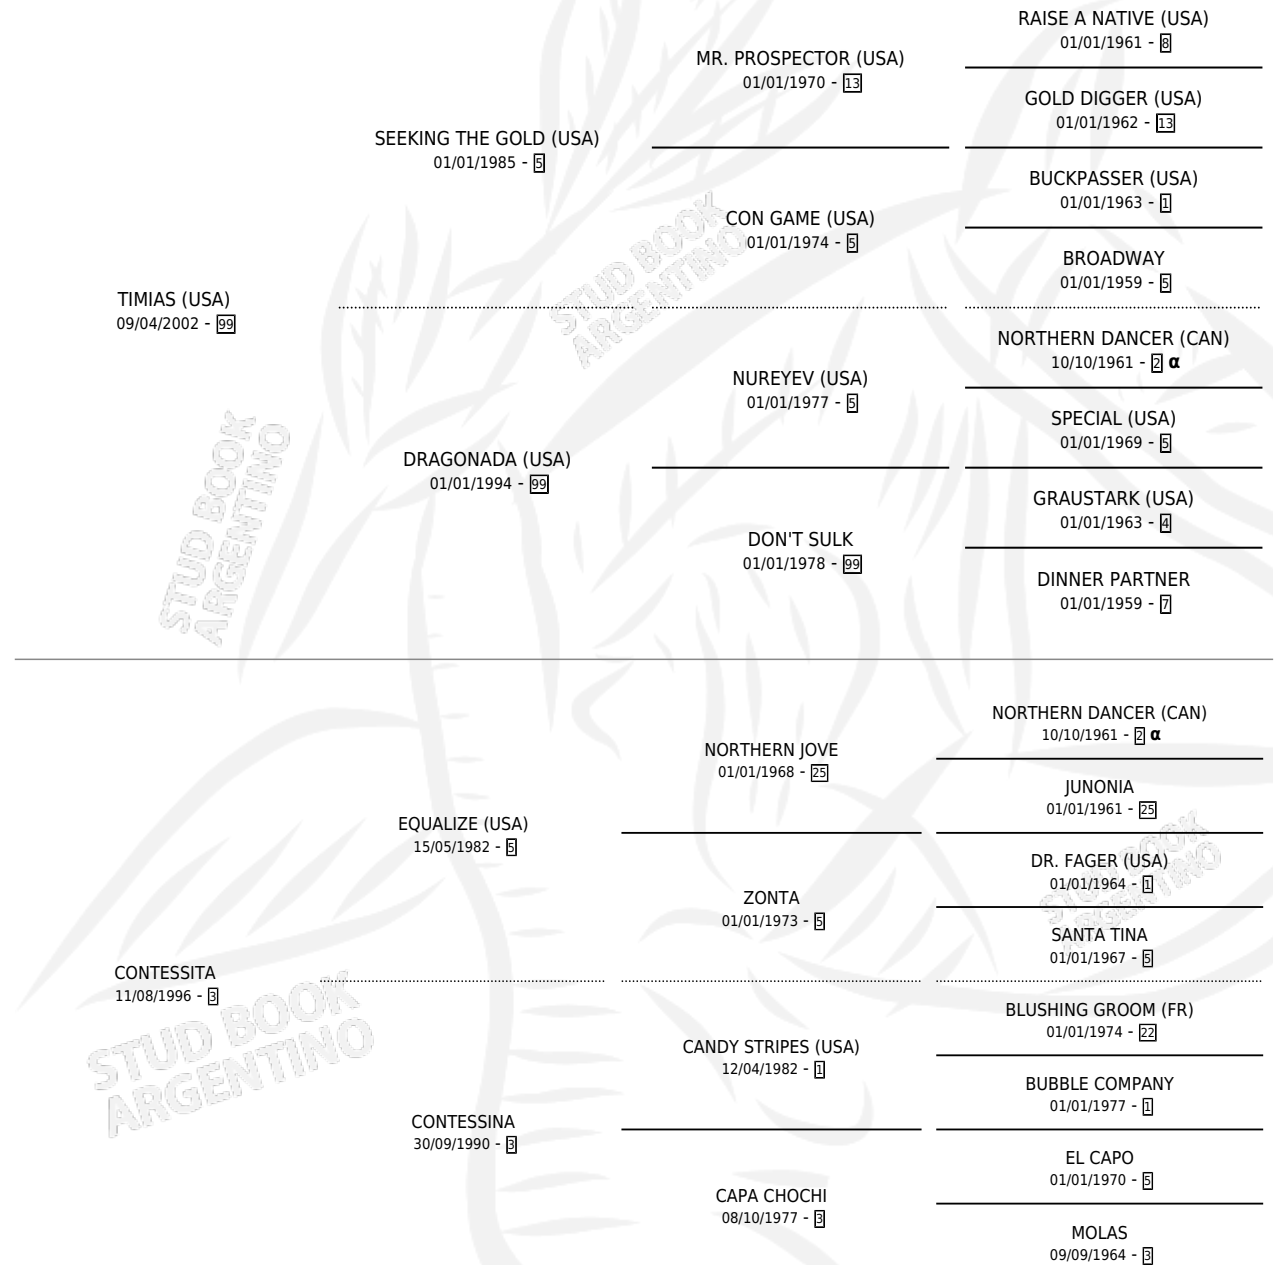 RAISE A NATIVE (USA)
01/01/1961 - 8
MR. PROSPECTOR (USA)
01/01/1970 - 13
GOLD DIGGER (USA)
01/01/1962 - 13
SEEKING THE GOLD (USA)
01/01/1985 - 5
BUCKPASSER (USA)
01/01/1963 - 1
CON GAME (USA)
01/01/1974 - 5
BROADWAY
01/01/1959 - 5
STUD BOOK
ARGENTINO
TIMIAS (USA)
09/04/2002 - 99
NORTHERN DANCER (CAN)
10/10/1961 - 2 α
NUREYEV (USA)
01/01/1977 - 5
SPECIAL (USA)
01/01/1969 - 5
DRAGONADA (USA)
01/01/1994 - 99
GRAUSTARK (USA)
01/01/1963 - 4
DON'T SULK
01/01/1978 - 99
DINNER PARTNER
01/01/1959 - 7
STUD BOOK
ARGENTINO
NORTHERN DANCER (CAN)
10/10/1961 - 2 α
NORTHERN JOVE
01/01/1968 - 25
JUNONIA
01/01/1961 - 25
EQUALIZE (USA)
15/05/1982 - 5
DR. FAGER (USA)
01/01/1964 - 1
ZONTA
01/01/1973 - 5
SANTA TINA
01/01/1967 - 5
STUD BOOK
ARGENTINO
CONTESSITA
11/08/1996 - 3
BLUSHING GROOM (FR)
01/01/1974 - 22
CANDY STRIPES (USA)
12/04/1982 - 1
BUBBLE COMPANY
01/01/1977 - 1
STUD BOOK
ARGENTINO
CONTESSINA
30/09/1990 - 3
EL CAPO
01/01/1970 - 5
CAPA CHOCHI
08/10/1977 - 3
MOLAS
09/09/1964 - 3